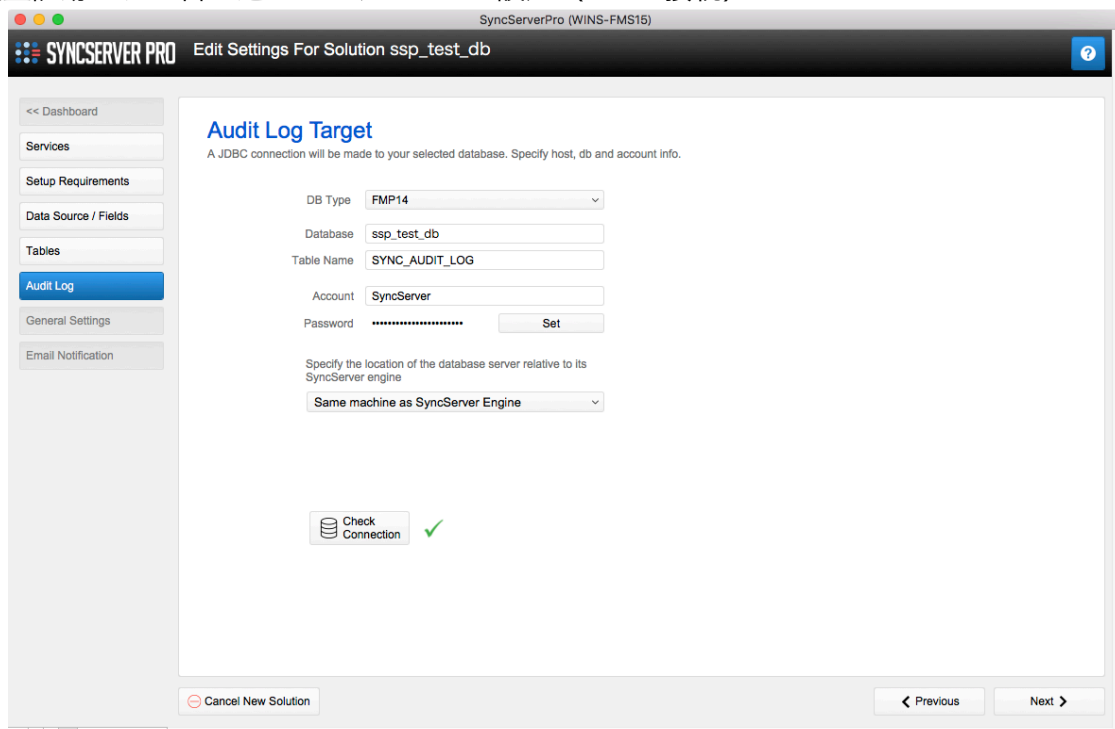 SyncServerPro (WINS-FMS15)
SYNCSERVER PRO
Edit Settings For Solution ssp_test_db
?
<< Dashboard
Services
Setup Requirements
Data Source / Fields
Tables
Audit Log
General Settings
Email Notification
Audit Log Target
A JDBC connection will be made to your selected database. Specify host, db and account info.
DB Type FMP14
Database ssp_test_db
Table Name SYNC_AUDIT_LOG
Account SyncServer
Password ••••••••••••••••••••••• Set
Specify the location of the database server relative to its
SyncServer engine
Same machine as SyncServer Engine
Check
Connection
Cancel New Solution
Previous
Next